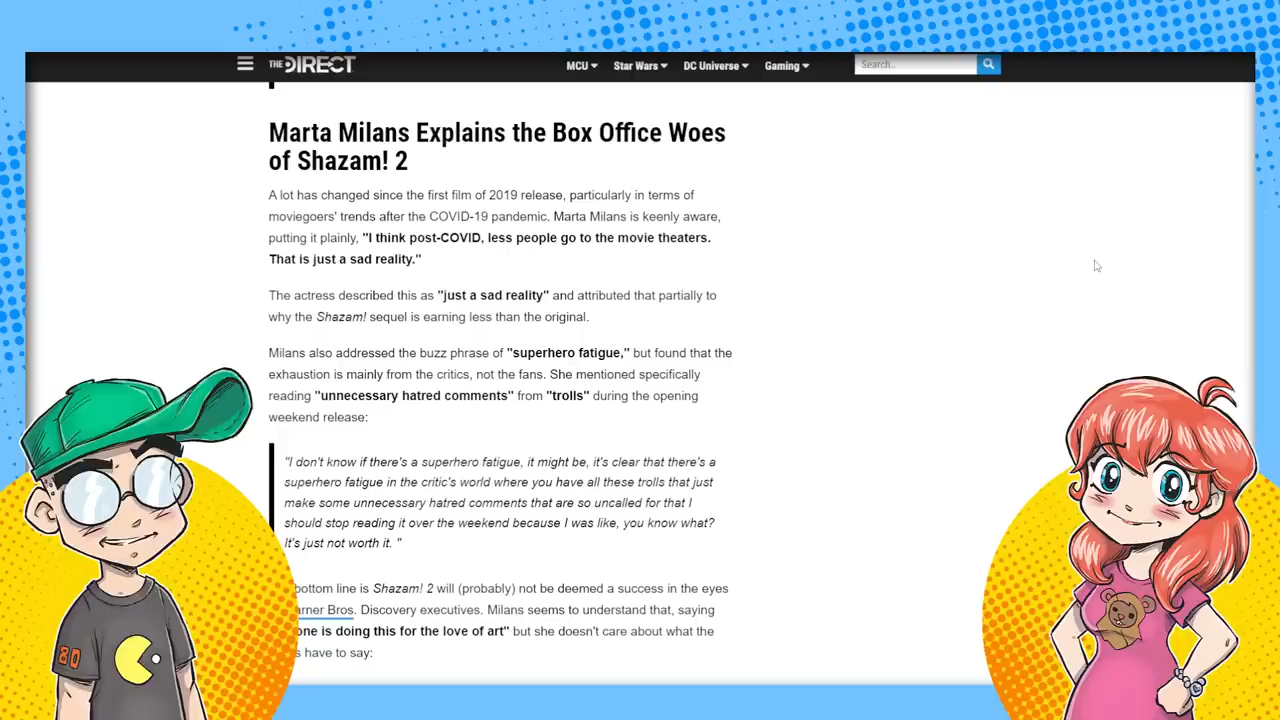 THE DIRECT
MCU
Star Wars
DC Universe
Gaming
Search...
Marta Milans Explains the Box Office Woes
of Shazam! 2
A lot has changed since the first film of 2019 release, particularly in terms of
moviegoers' trends after the COVID-19 pandemic. Marta Milans is keenly aware,
putting it plainly, "I think post-COVID, less people go to the movie theaters.
That is just a sad reality."
The actress described this as "just a sad reality" and attributed that partially to
why the Shazam! sequel is earning less than the original.
Milans also addressed the buzz phrase of "superhero fatigue," but found that the
exhaustion is mainly from the critics, not the fans. She mentioned specifically
reading "unnecessary hatred comments" from "trolls" during the opening
weekend release:
"I don't know if there's a superhero fatigue, it might be, it's clear that there's a
superhero fatigue in the critic's world where you have all these trolls that just
make some unnecessary hatred comments that are so uncalled for that I
should stop reading it over the weekend because I was like, you know what?
It's just not worth it. "
bottom line is Shazam! 2 will (probably) not be deemed a success in the eyes
arner Bros. Discovery executives. Milans seems to understand that, saying
one is doing this for the love of art" but she doesn't care about what the
s have to say:
80